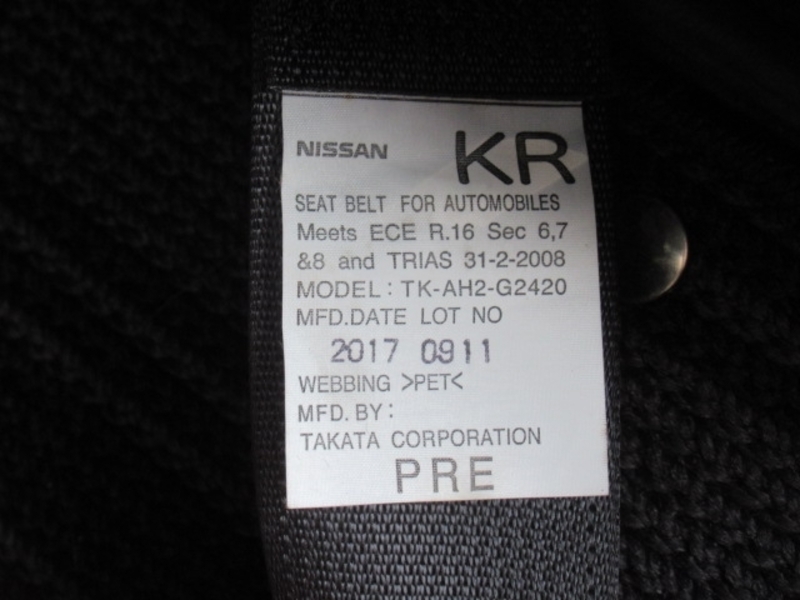 NISSAN KR
SEAT BELT FOR AUTOMOBILES
Meets ECE R.16 Sec 6,7
&8 and TRIAS 31-2-2008
MODEL: TK-AH2-G2420
MFD.DATE LOT NO
2017 0911
WEBBING >PET<
MFD. BY:
TAKATA CORPORATION
PRE